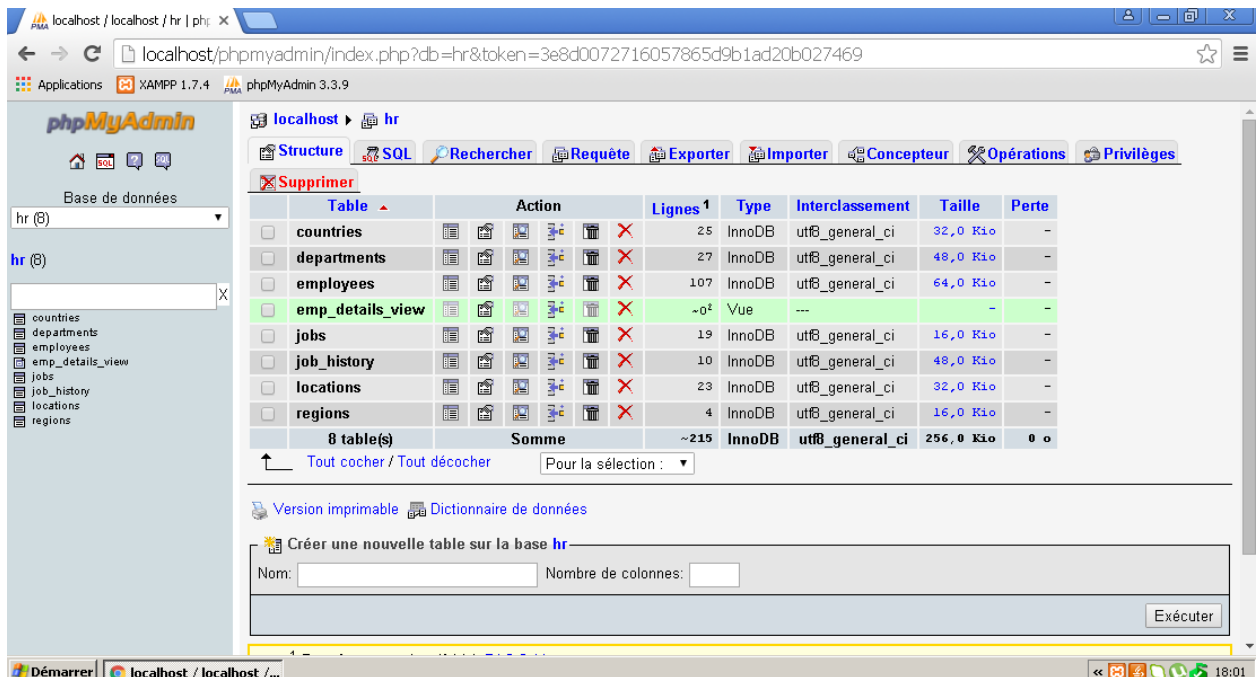 localhost / localhost / hr | php
localhost/phpmyadmin/index.php?db=hr&token=3e8d0072716057865d9b1ad20b027469
Applications XAMPP 1.7.4 phpMyAdmin 3.3.9
phpMyAdmin
Base de données
hr (8)
hr (8)
X
countries
departments
employees
emp_details_view
jobs
job_history
locations
regions
localhost hr
Structure SQL Rechercher Requête Exporter Importer Concepteur Opérations Privilèges
Supprimer
Table Action Lignes 1 Type Interclassement Taille Perte
countries 25 InnoDB utf8_general_ci 32,0 Kio -
departments 27 InnoDB utf8_general_ci 48,0 Kio -
employees 107 InnoDB utf8_general_ci 64,0 Kio -
emp_details_view ~0² Vue --- - -
jobs 19 InnoDB utf8_general_ci 16,0 Kio -
job_history 10 InnoDB utf8_general_ci 48,0 Kio -
locations 23 InnoDB utf8_general_ci 32,0 Kio -
regions 4 InnoDB utf8_general_ci 16,0 Kio -
8 table(s) Somme ~215 InnoDB utf8_general_ci 256,0 Kio 0 o
Tout cocher / Tout décocher Pour la sélection :
Version imprimable Dictionnaire de données
Créer une nouvelle table sur la base hr
Nom: Nombre de colonnes:
Exécuter
Démarrer localhost / localhost /... « 18:01